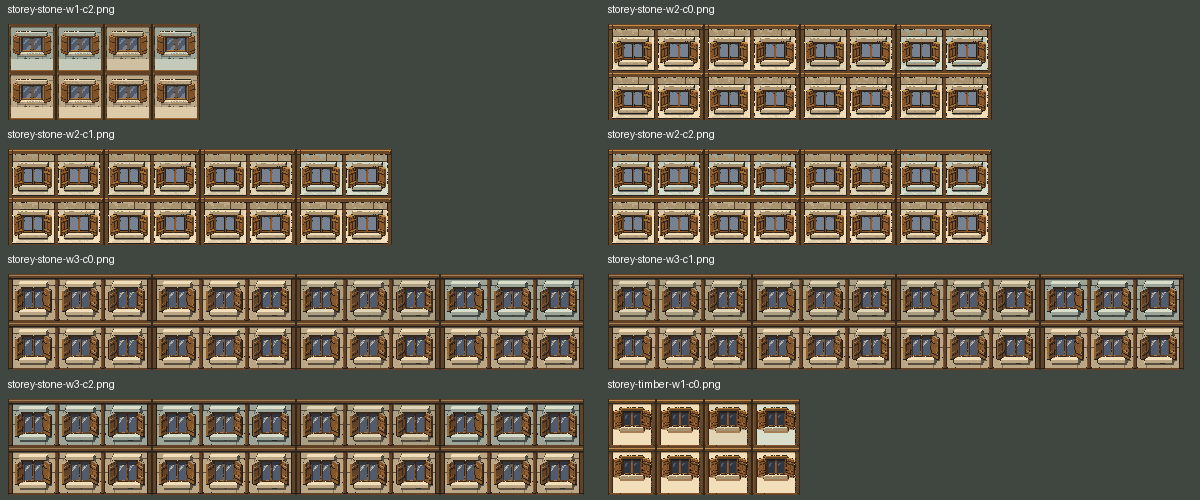 storey-stone-w1-c2.png
storey-stone-w2-c0.png
storey-stone-w2-c1.png
storey-stone-w2-c2.png
storey-stone-w3-c0.png
storey-stone-w3-c1.png
storey-stone-w3-c2.png
storey-timber-w1-c0.png